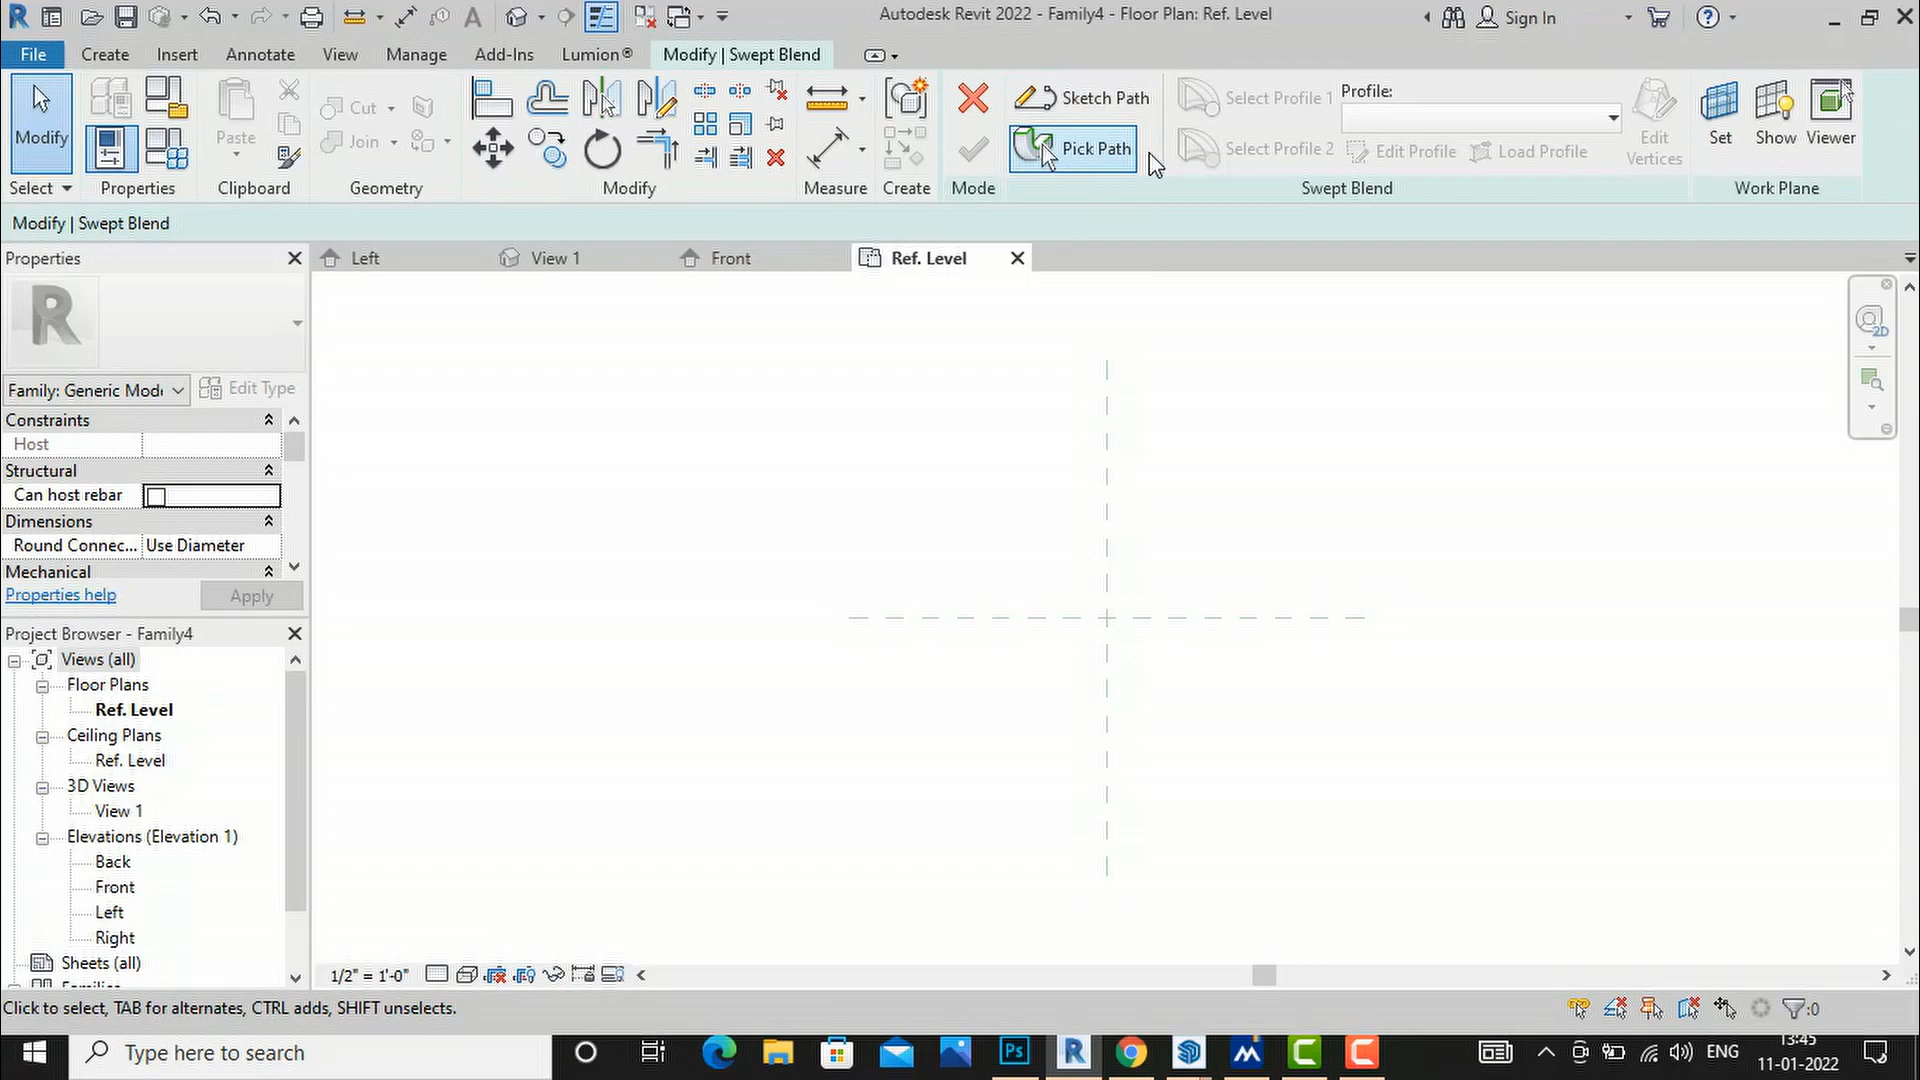 Autodesk Revit 2022 - Family4 - Floor Plan: Ref. Level
Sign In
File
Create
Insert
Annotate
View
Manage
Add-Ins
Lumion®
Modify | Swept Blend
Modify
Paste
Cut
Join
Sketch Path
Pick Path
Select Profile 1
Select Profile 2
Profile:
Edit Profile
Load Profile
Edit
Vertices
Set
Show
Viewer
Select
Properties
Clipboard
Geometry
Modify
Measure
Create
Mode
Swept Blend
Work Plane
Modify | Swept Blend
Properties
Left
View 1
Front
Ref. Level
R
2D
Family: Generic Mod
Edit Type
Constraints
Host
Structural
Can host rebar
Dimensions
Round Connec...
Use Diameter
Mechanical
Properties help
Apply
Project Browser - Family4
Views (all)
Floor Plans
Ref. Level
Ceiling Plans
Ref. Level
3D Views
View 1
Elevations (Elevation 1)
Back
Front
Left
Right
Sheets (all)
1/2" = 1'-0"
Click to select, TAB for alternates, CTRL adds, SHIFT unselects.
:0
Type here to search
Ps
ENG
13:45
11-01-2022